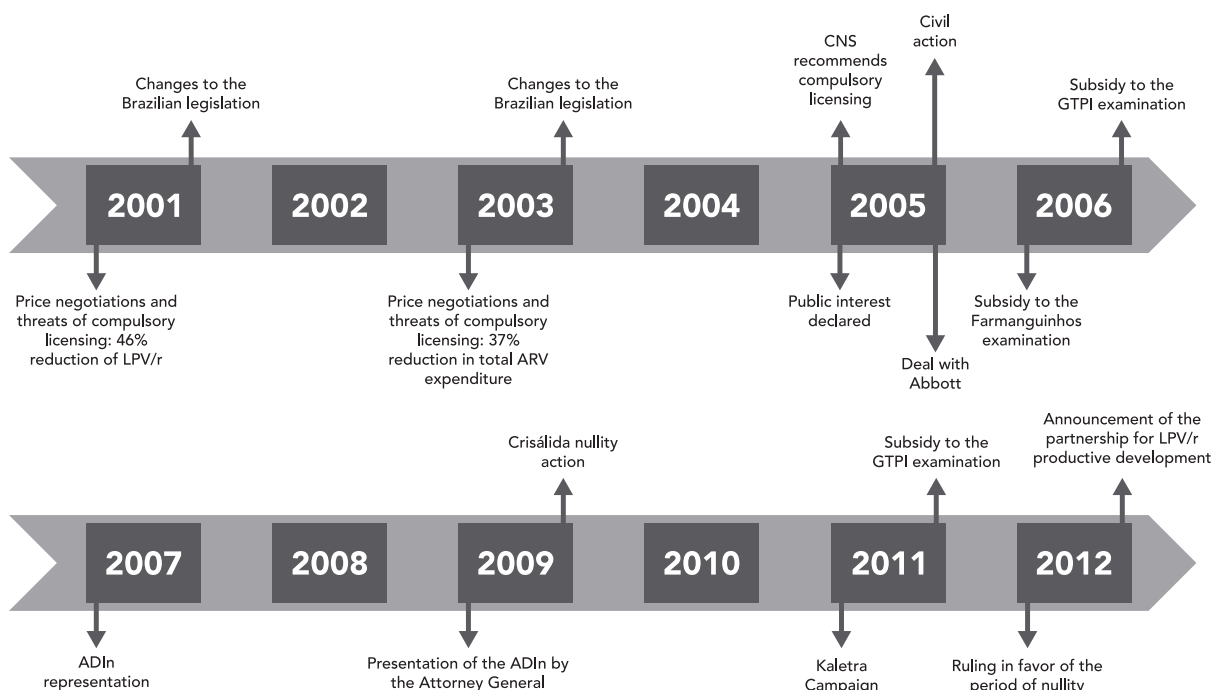 Changes to the
Brazilian legislation
Changes to the
Brazilian legislation
CNS
recommends
compulsory
licensing
Civil
action
Subsidy to the
GTPI examination
2001
2002
2003
2004
2005
2006
Price negotiations and
threats of compulsory
licensing: 46%
reduction of LPV/r
Price negotiations and
threats of compulsory
licensing: 37%
reduction in total ARV
expenditure
Public interest
declared
Deal with
Abbott
Subsidy to the
Farmanguinhos
examination
Crisálida nullity
action
Subsidy to the
GTPI examination
Announcement of the
partnership for LPV/r
productive development
2007
2008
2009
2010
2011
2012
ADIn
representation
Presentation of the ADIn by
the Attorney General
Kaletra
Campaign
Ruling in favor of the
period of nullity